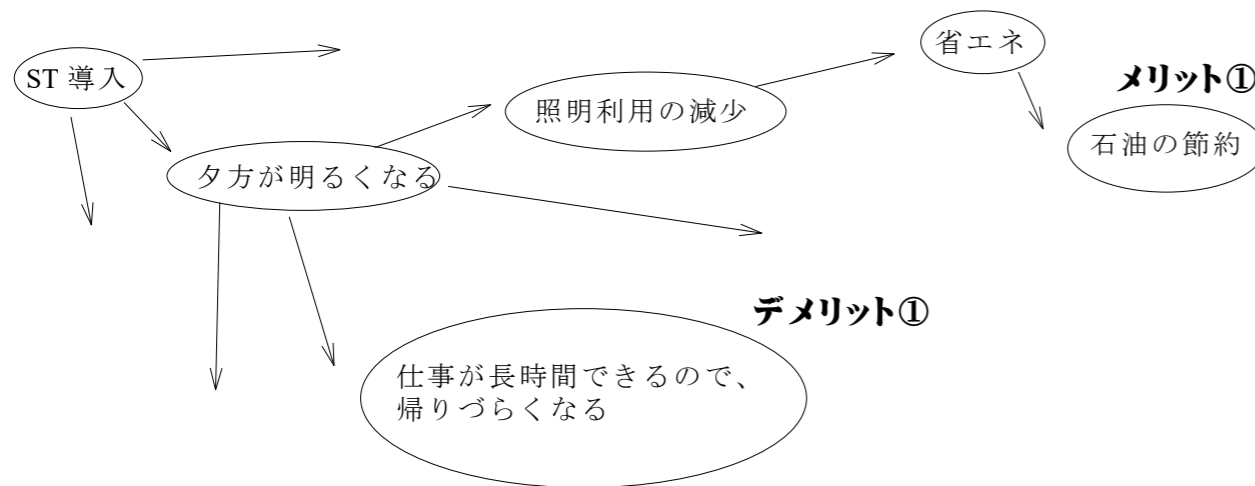 ST 導入
夕方が明るくなる
照明利用の減少
省エネ
メリット①
石油の節約
デメリット①
仕事が長時間できるので、
帰りづらくなる